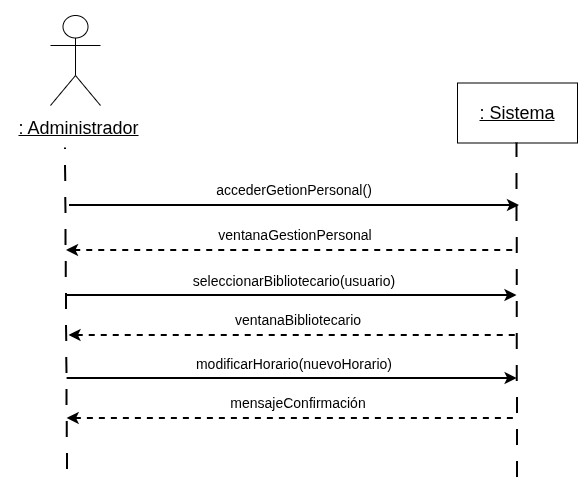 : Administrador
: Sistema
accederGetionPersonal()
ventanaGestionPersonal
seleccionarBibliotecario(usuario)
ventanaBibliotecario
modificarHorario(nuevoHorario)
mensajeConfirmación